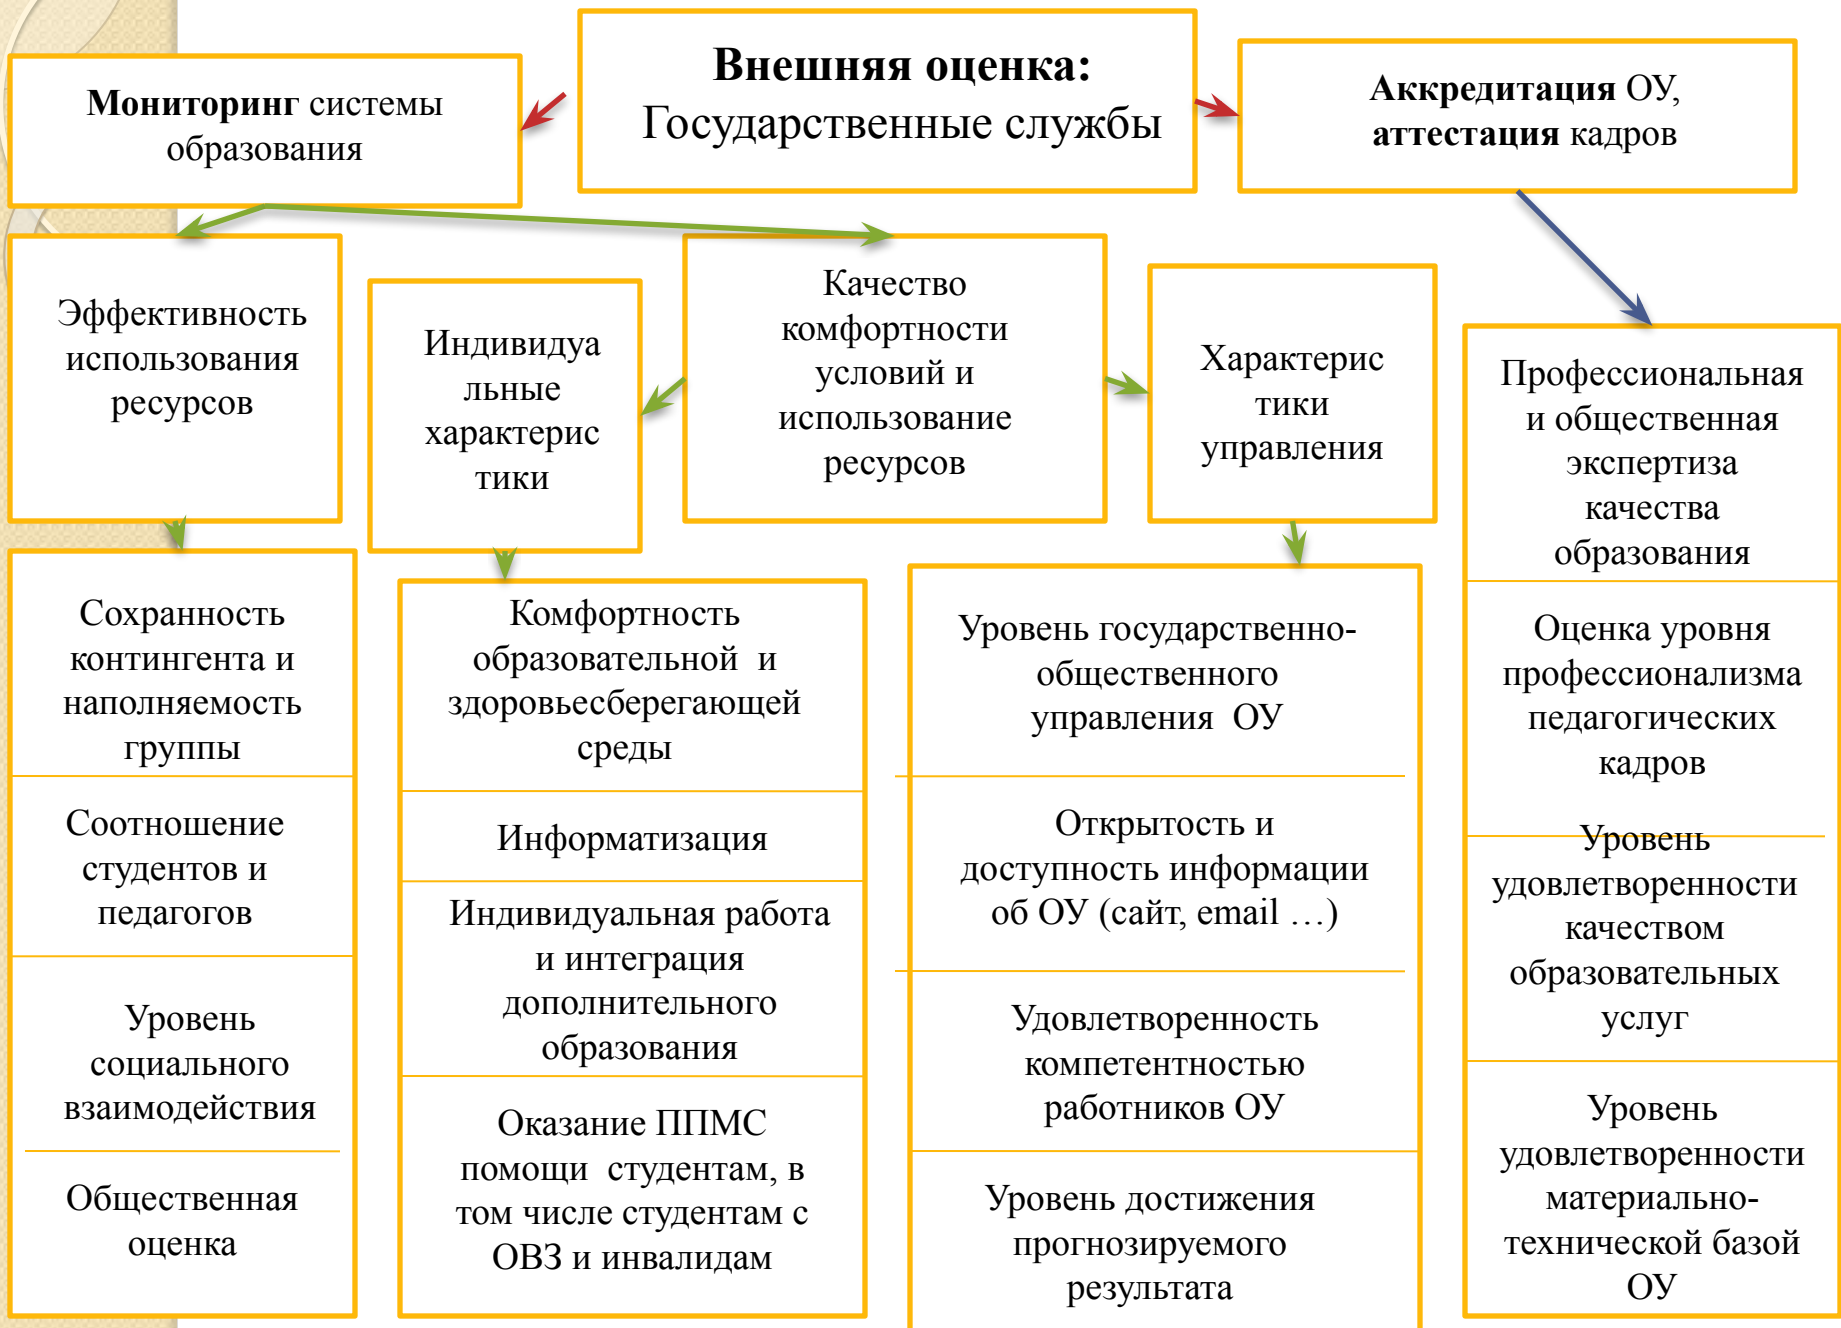 Внешняя оценка:
Государственные службы
Мониторинг системы
образования
Аккредитация ОУ,
аттестация кадров
Эффективность
использования
ресурсов
Индивидуа
льные
характерис
тики
Качество
комфортности
условий и
использование
ресурсов
Характерис
тики
управления
Профессиональная
и общественная
экспертиза
качества
образования
Оценка уровня
профессионализма
педагогических
кадров
Уровень
удовлетворенности
качеством
образовательных
услуг
Уровень
удовлетворенности
материально-
технической базой
ОУ
Сохранность
контингента и
наполняемость
группы
Соотношение
студентов и
педагогов
Уровень
социального
взаимодействия
Общественная
оценка
Комфортность
образовательной и
здоровьесберегающей
среды
Информатизация
Индивидуальная работа
и интеграция
дополнительного
образования
Оказание ППМС
помощи студентам, в
том числе студентам с
ОВЗ и инвалидам
Уровень государственно-
общественного
управления ОУ
Открытость и
доступность информации
об ОУ (сайт, email …)
Удовлетворенность
компетентностью
работников ОУ
Уровень достижения
прогнозируемого
результата